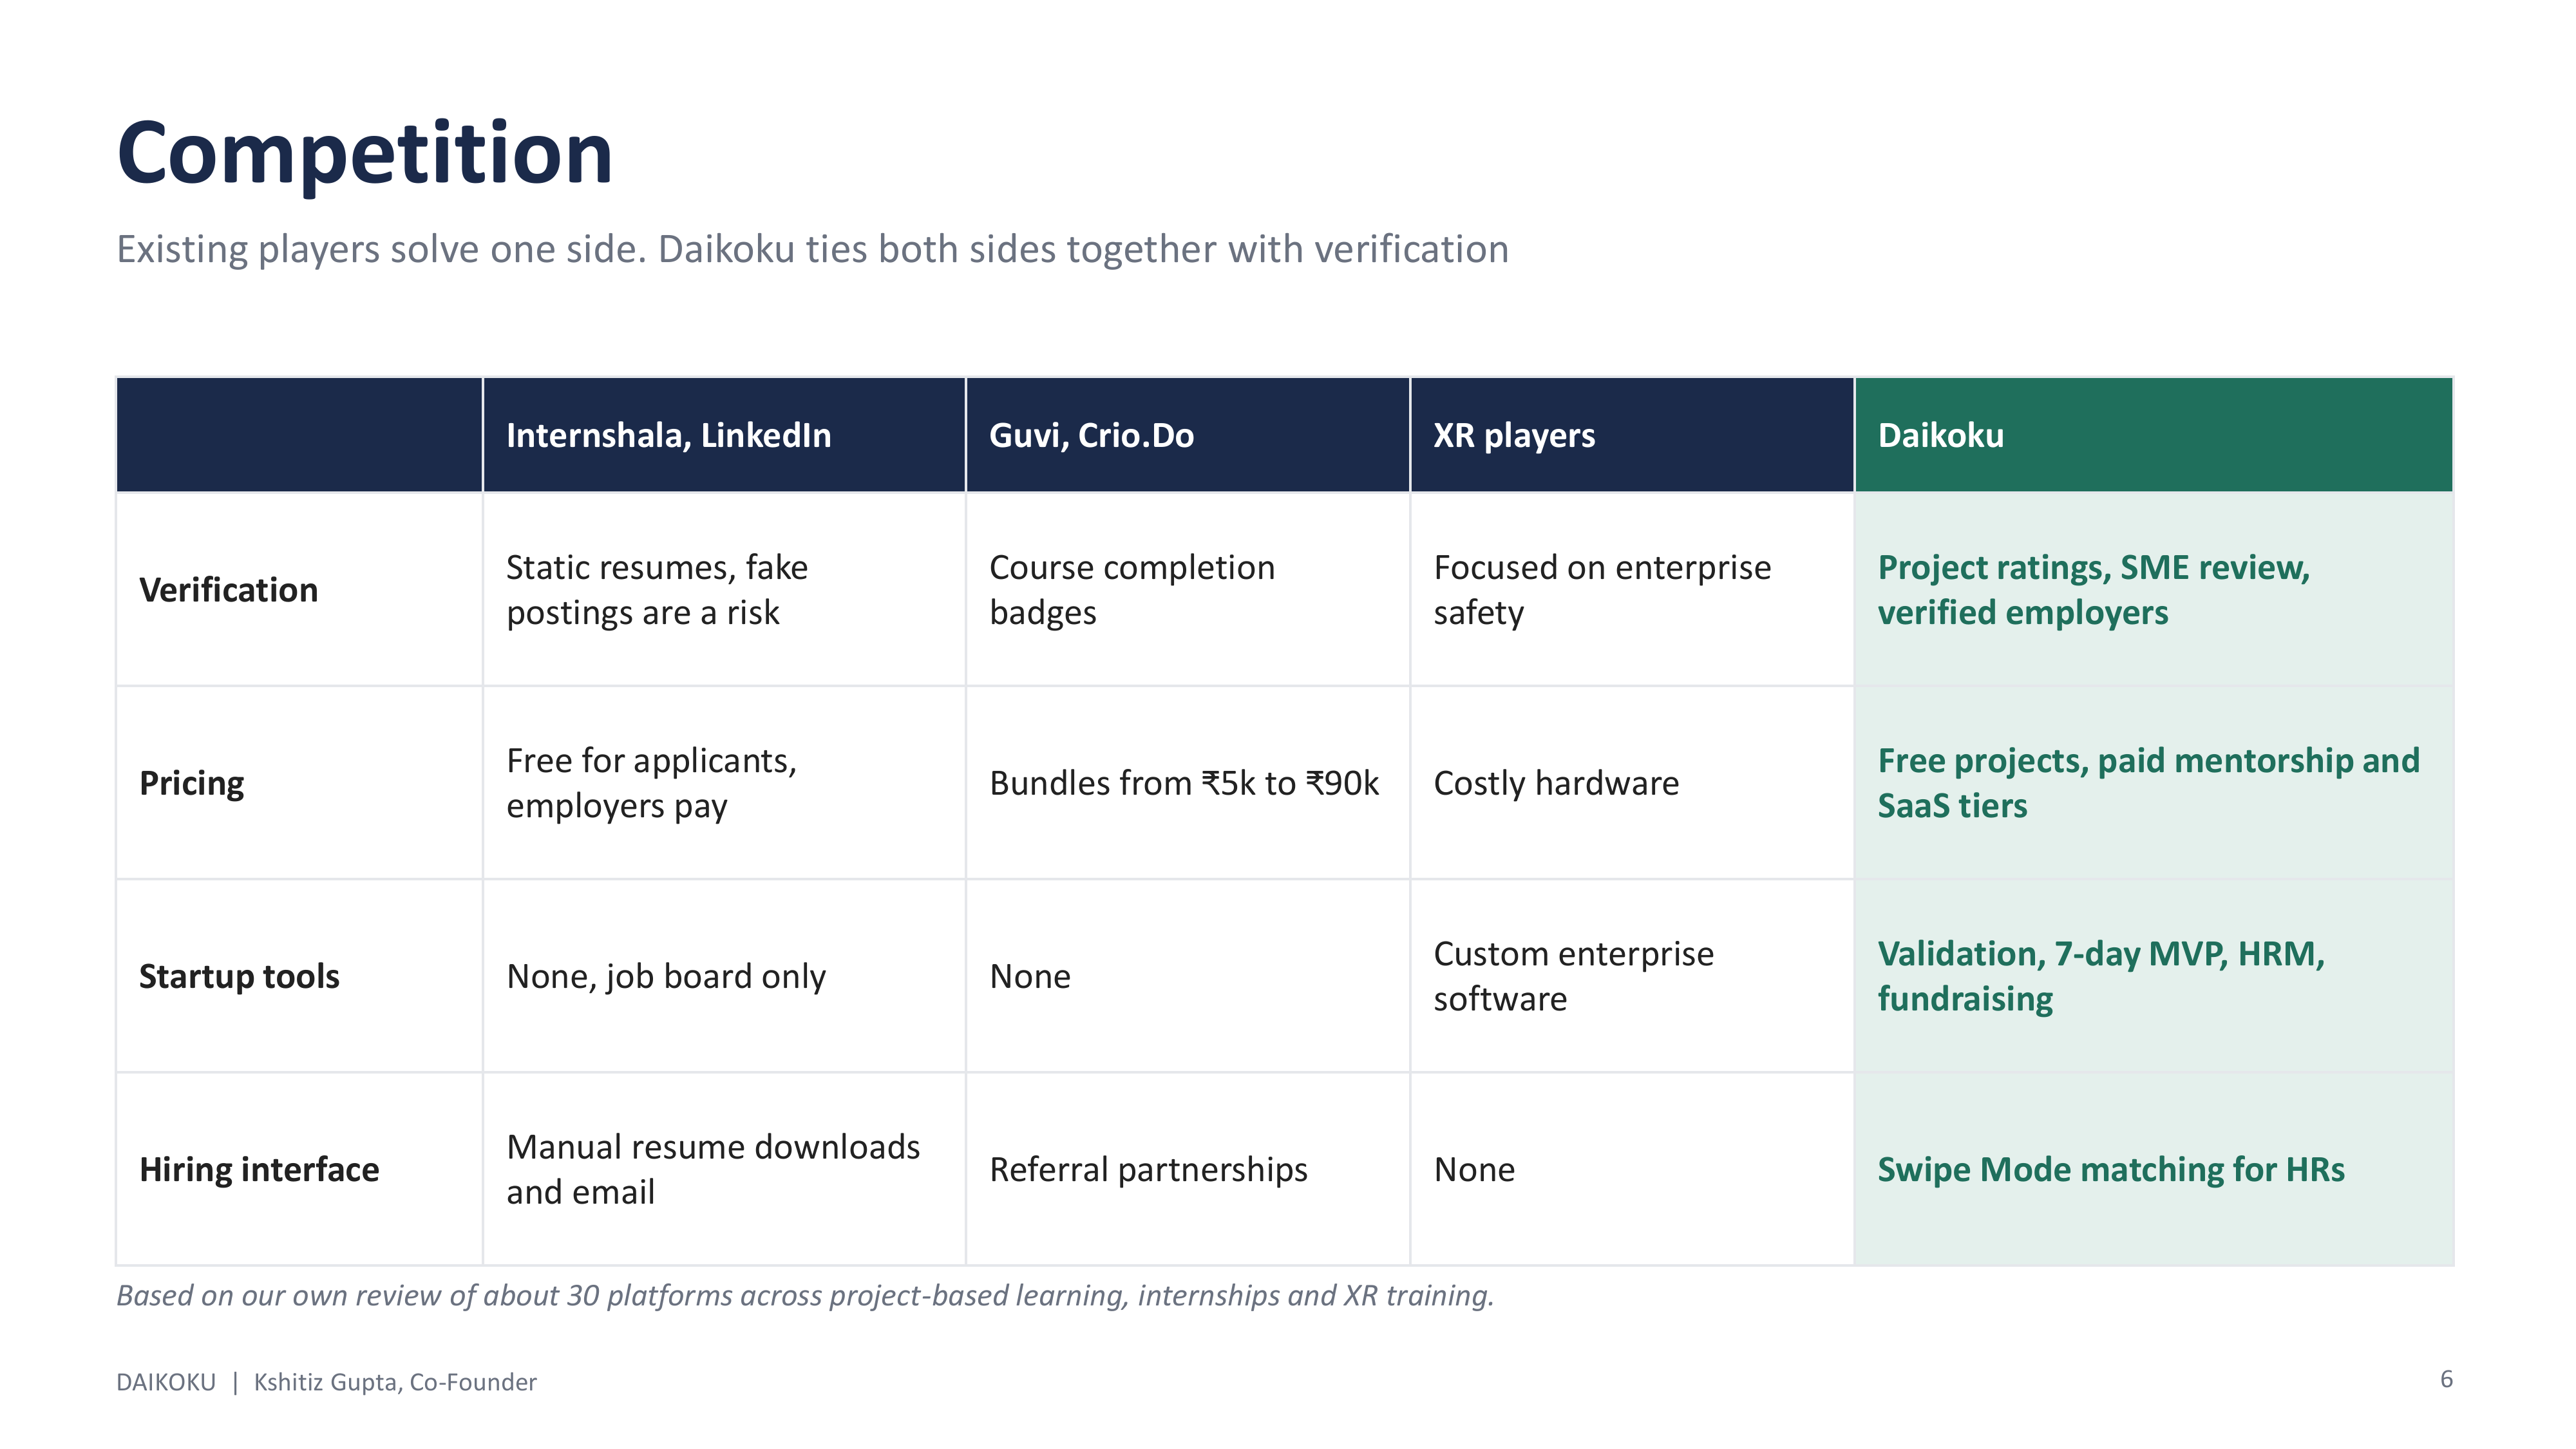 Competition
Existing players solve one side. Daikoku ties both sides together with verification
Internshala, LinkedIn
Guvi, Crio.Do
XR players
Daikoku
Verification
Static resumes, fake
postings are a risk
Course completion
badges
Focused on enterprise
safety
Project ratings, SME review,
verified employers
Pricing
Free for applicants,
employers pay
Bundles from ₹5k to ₹90k
Costly hardware
Free projects, paid mentorship and
SaaS tiers
Startup tools
None, job board only
None
Custom enterprise
software
Validation, 7-day MVP, HRM,
fundraising
Hiring interface
Manual resume downloads
and email
Referral partnerships
None
Swipe Mode matching for HRs
Based on our own review of about 30 platforms across project-based learning, internships and XR training.
DAIKOKU | Kshitiz Gupta, Co-Founder
6